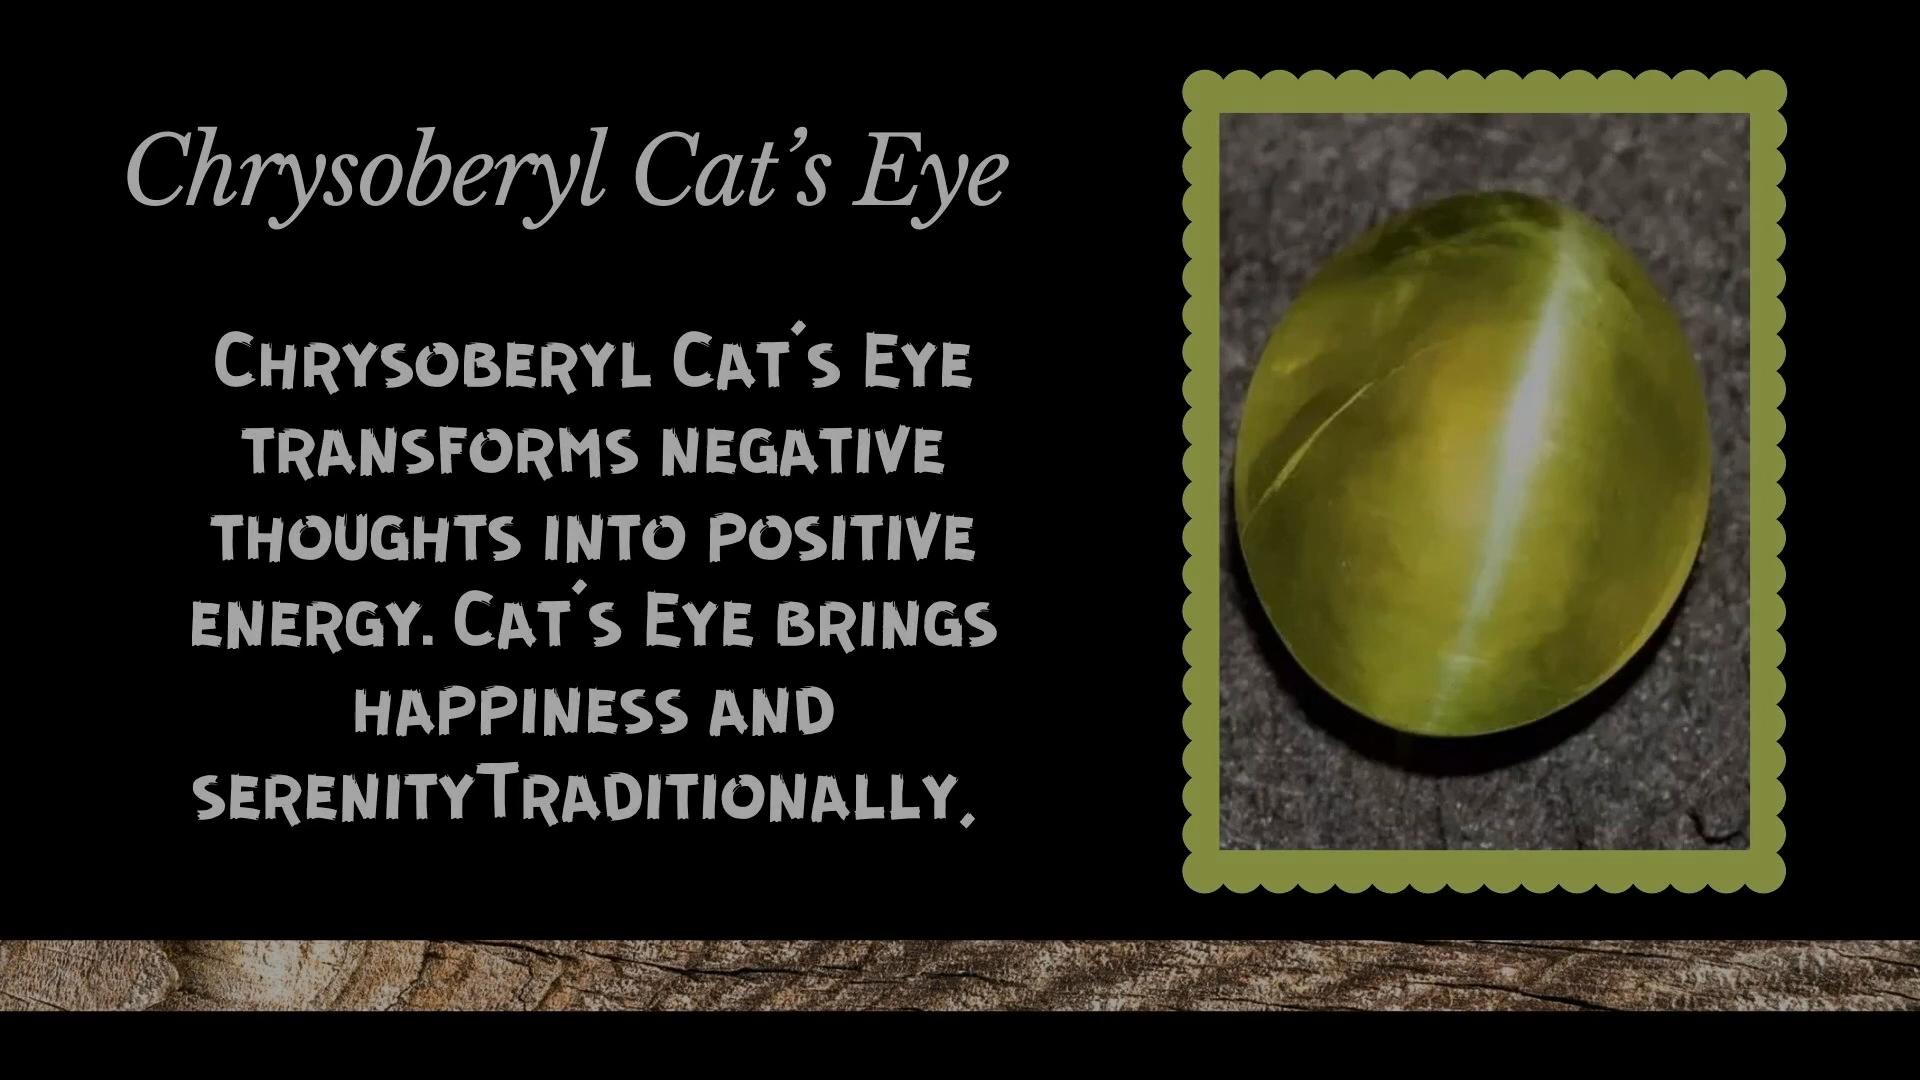 Chrysoberyl Cat’s Eye
Chrysoberyl Cat's Eye
transforms negative
thoughts into positive
energy. Cat's Eye brings
happiness and
serenityTraditionally,